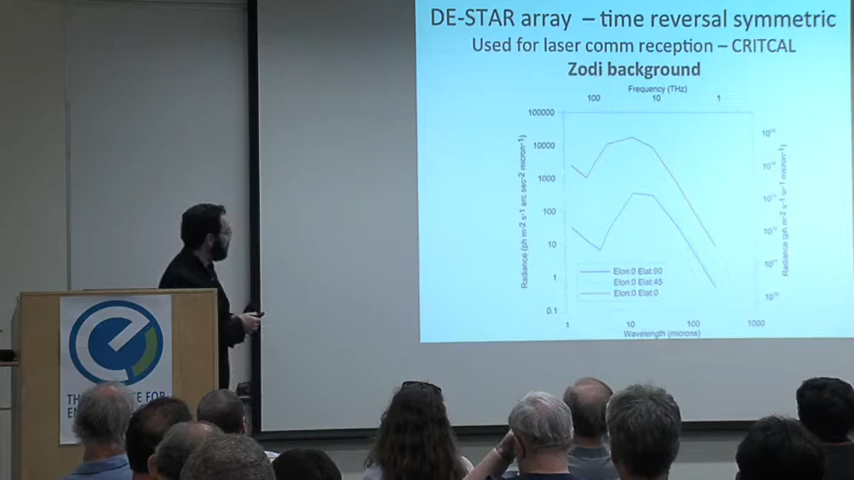 DE-STAR array – time reversal symmetric
Used for laser comm reception – CRITCAL
Zodi background
Frequency (THz)
100 10 1
100000
10000
1000
100
10
1
0.1
Radiance (ph m-2 s-1 arc sec-2 micron-1)
Radiance (ph m-2 s-1 sr-1 micron-1)
Elon:0 Elat:90
Elon:0 Elat:45
Elon:0 Elat:0
1 10 100 1000
Wavelength (microns)
FOR